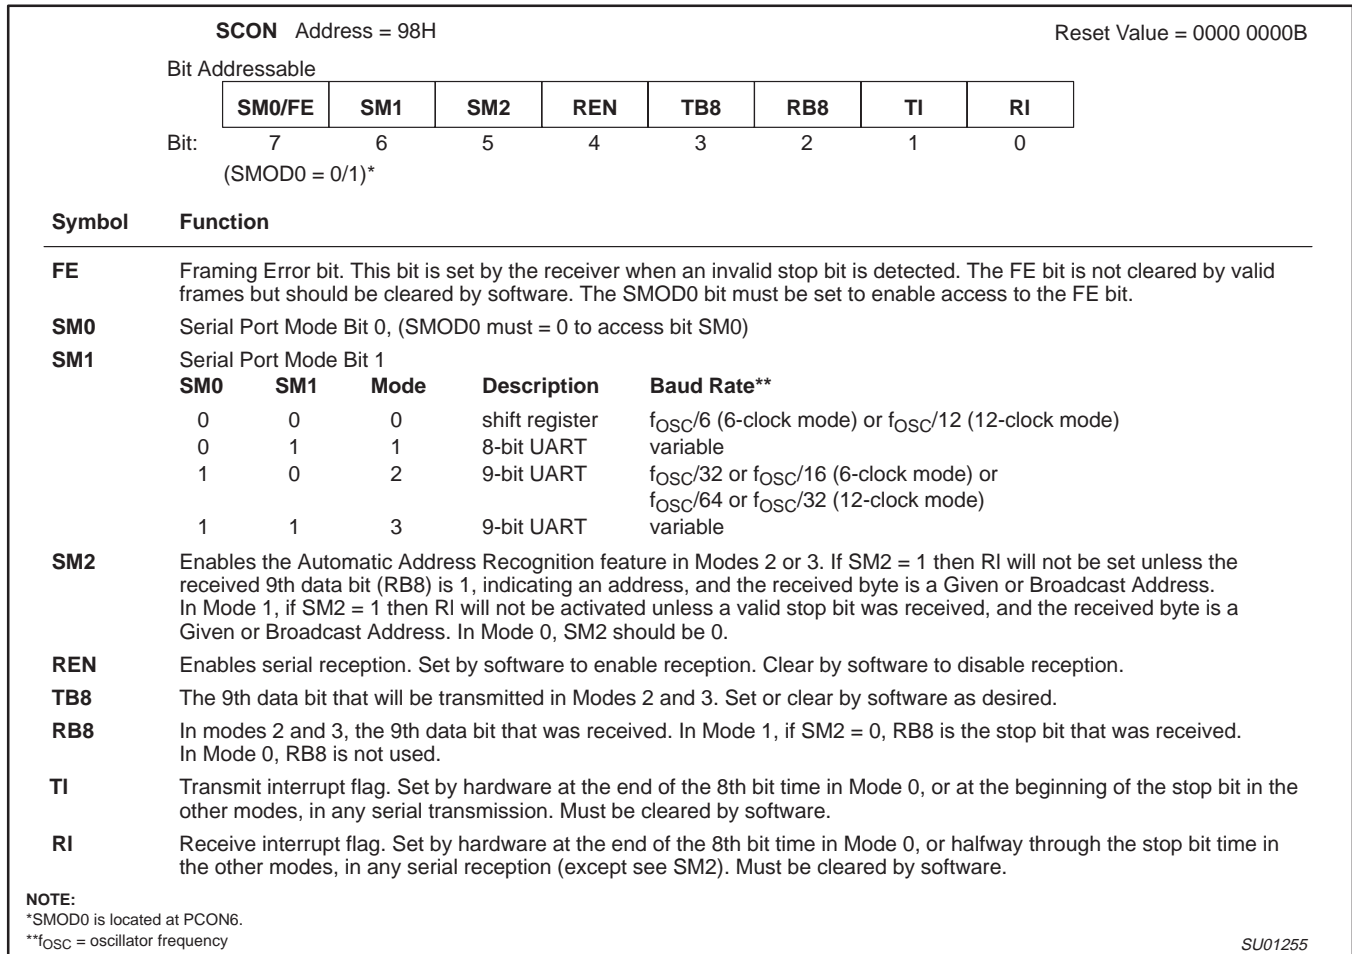 SCON Address = 98H Reset Value = 0000 0000B
Bit Addressable
SM0/FE SM1 SM2 REN TB8 RB8 TI RI
Bit: 7 6 5 4 3 2 1 0
(SMOD0 = 0/1)*
Symbol Function
FE Framing Error bit. This bit is set by the receiver when an invalid stop bit is detected. The FE bit is not cleared by valid
frames but should be cleared by software. The SMOD0 bit must be set to enable access to the FE bit.
SM0 Serial Port Mode Bit 0, (SMOD0 must = 0 to access bit SM0)
SM1 Serial Port Mode Bit 1
SM0 SM1 Mode Description Baud Rate**
0 0 0 shift register fOSC/6 (6-clock mode) or fOSC/12 (12-clock mode)
0 1 1 8-bit UART variable
1 0 2 9-bit UART fOSC/32 or fOSC/16 (6-clock mode) or
fOSC/64 or fOSC/32 (12-clock mode)
1 1 3 9-bit UART variable
SM2 Enables the Automatic Address Recognition feature in Modes 2 or 3. If SM2 = 1 then RI will not be set unless the
received 9th data bit (RB8) is 1, indicating an address, and the received byte is a Given or Broadcast Address.
In Mode 1, if SM2 = 1 then RI will not be activated unless a valid stop bit was received, and the received byte is a
Given or Broadcast Address. In Mode 0, SM2 should be 0.
REN Enables serial reception. Set by software to enable reception. Clear by software to disable reception.
TB8 The 9th data bit that will be transmitted in Modes 2 and 3. Set or clear by software as desired.
RB8 In modes 2 and 3, the 9th data bit that was received. In Mode 1, if SM2 = 0, RB8 is the stop bit that was received.
In Mode 0, RB8 is not used.
TI Transmit interrupt flag. Set by hardware at the end of the 8th bit time in Mode 0, or at the beginning of the stop bit in the
other modes, in any serial transmission. Must be cleared by software.
RI Receive interrupt flag. Set by hardware at the end of the 8th bit time in Mode 0, or halfway through the stop bit time in
the other modes, in any serial reception (except see SM2). Must be cleared by software.
NOTE:
*SMOD0 is located at PCON6.
**fOSC = oscillator frequency SU01255